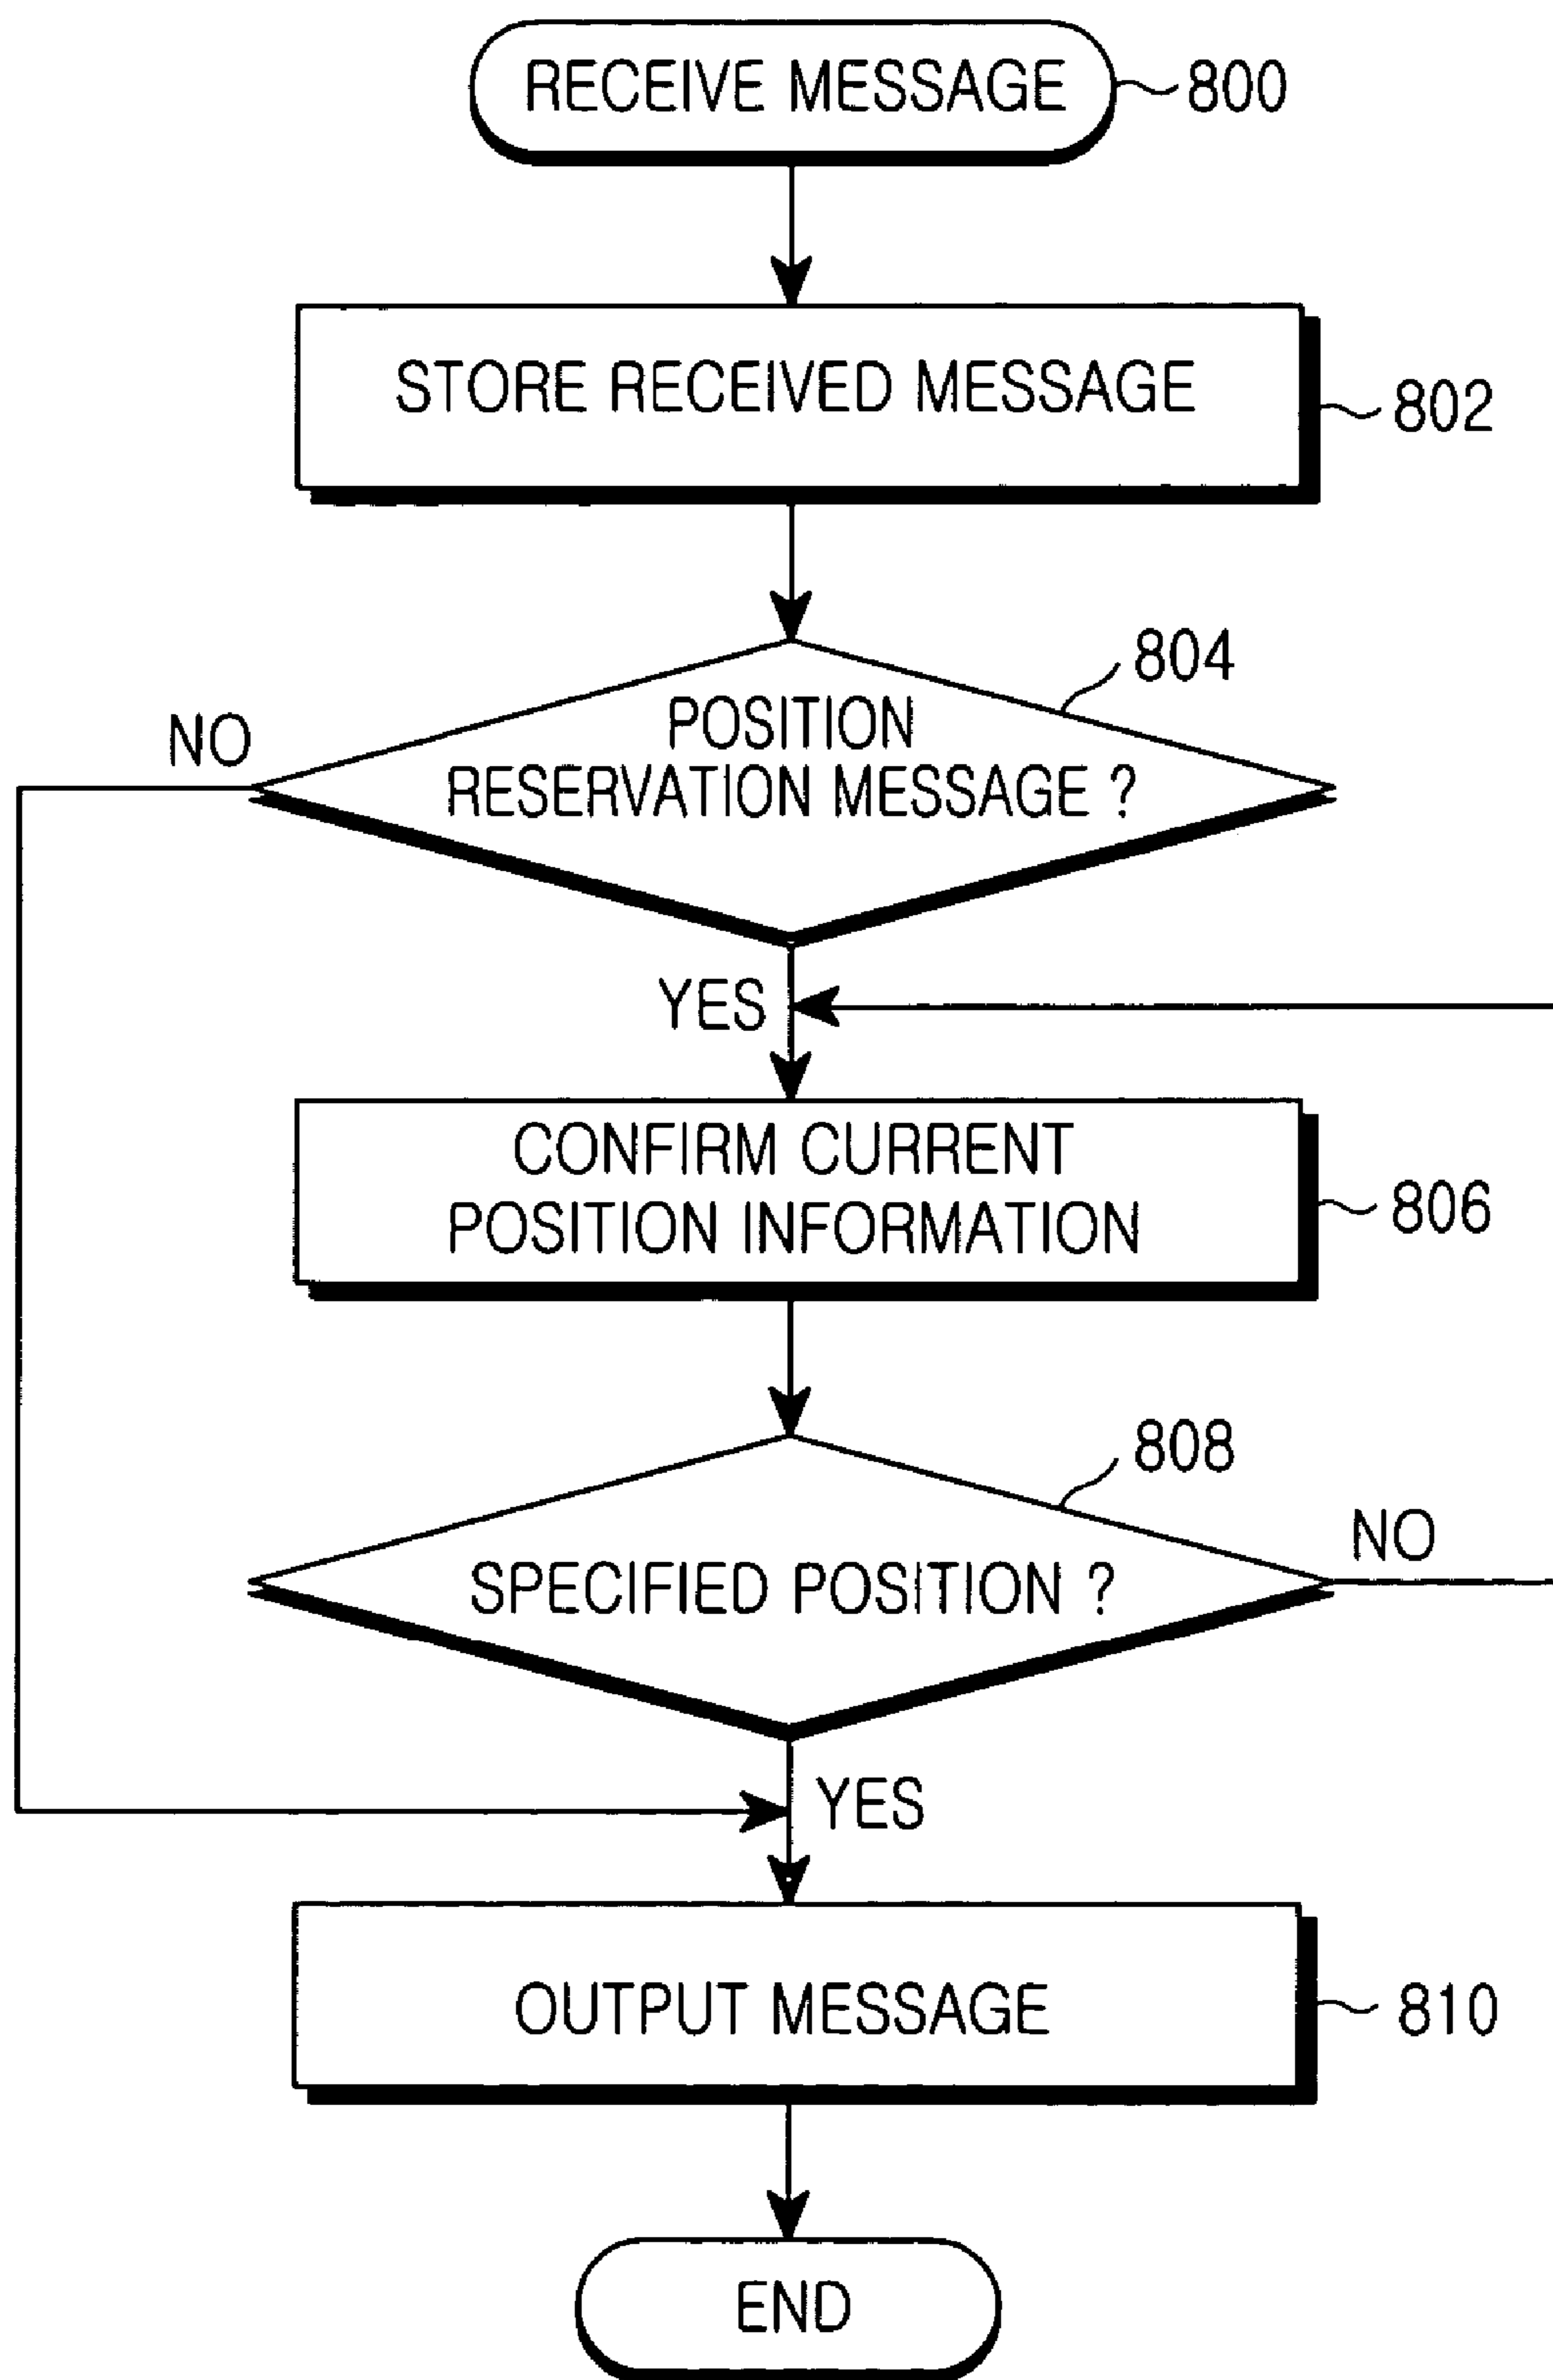 RECEIVE MESSAGE
800
STORE RECEIVED MESSAGE
802
804
POSITION
RESERVATION MESSAGE ?
NO
YES
CONFIRM CURRENT
POSITION INFORMATION
806
808
SPECIFIED POSITION ?
NO
YES
OUTPUT MESSAGE
810
END